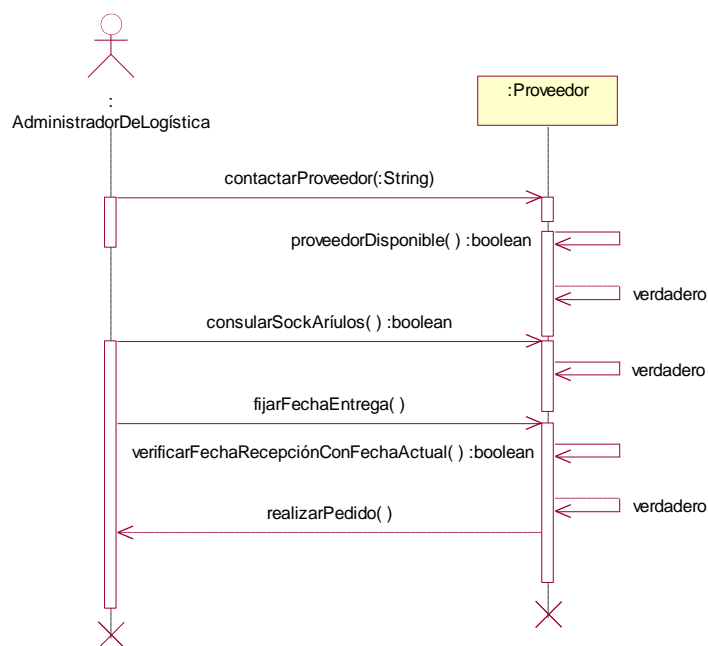 :
AdministradorDeLogística
:Proveedor
contactarProveedor(:String)
proveedorDisponible( ) :boolean
verdadero
consularSockAríulos( ) :boolean
verdadero
fijarFechaEntrega( )
verificarFechaRecepciónConFechaActual( ) :boolean
verdadero
realizarPedido( )